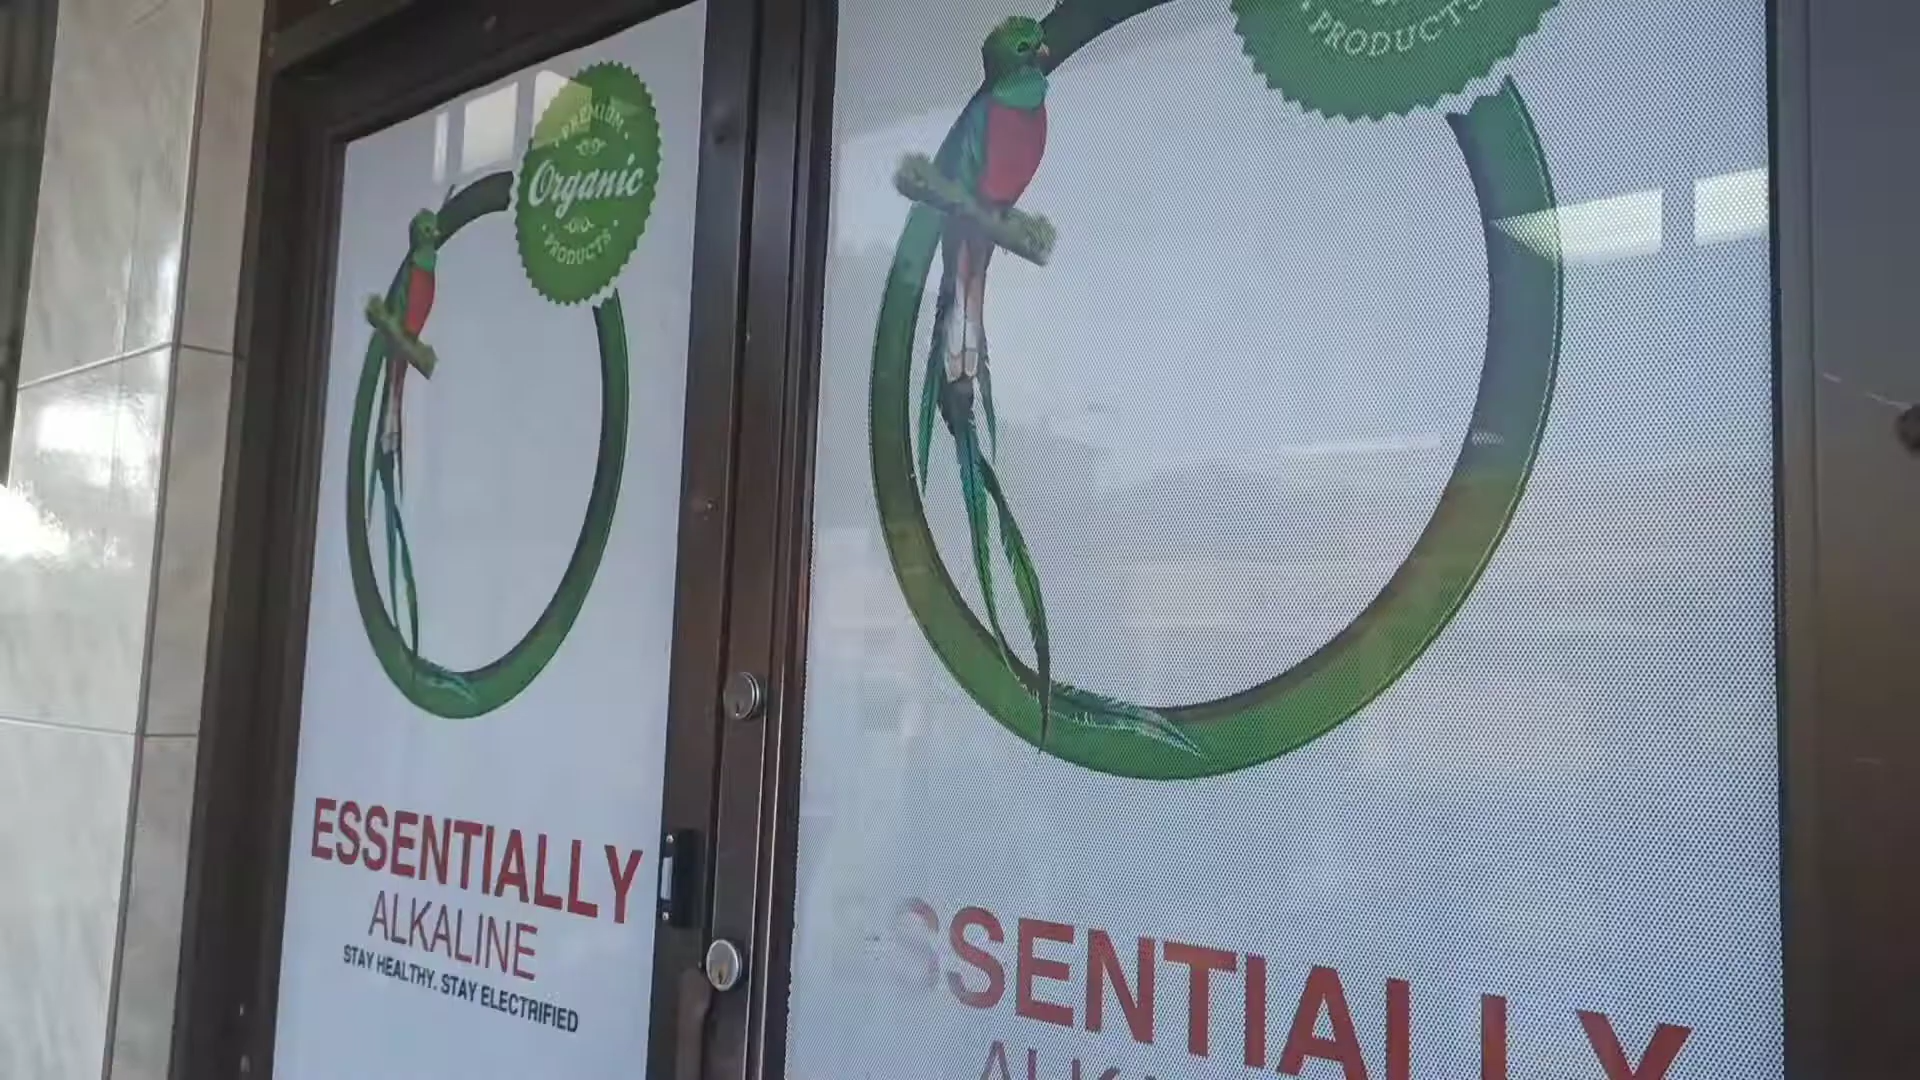 PREMIUM
Organic
PRODUCTS
ESSENTIALLY
ALKALINE
STAY HEALTHY. STAY ELECTRIFIED
PRODUCTS
SSENTIALLY